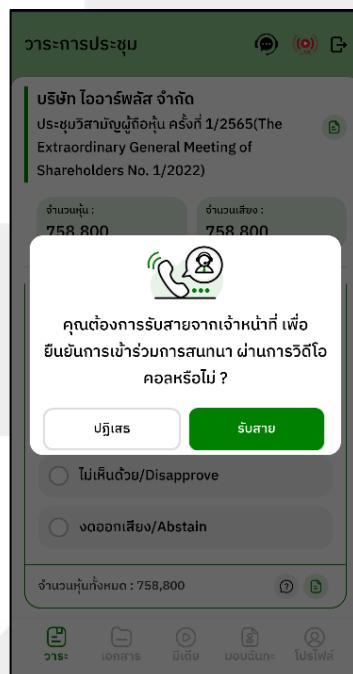 วาระการประชุม
บริษัท ไออาร์พลัส จำกัด
ประชุมวิสามัญผู้ถือหุ้น ครั้งที่ 1/2565(The
Extraordinary General Meeting of
Shareholders No. 1/2022)
จำนวนหุ้น :
จำนวนเสียง :
758,800
758,800
คุณต้องการรับสายจากเจ้าหน้าที่ เพื่อ
ยืนยันการเข้าร่วมการสนทนา ผ่านการวิดีโอ
คอลหรือไม่ ?
ปฏิเสธ
รับสาย
ไม่เห็นด้วย/Disapprove
งดออกเสียง/Abstain
จำนวนหุ้นทั้งหมด : 758,800
วาระ
เอกสาร
มีเดีย
มอบฉันทะ
โปรไฟล์